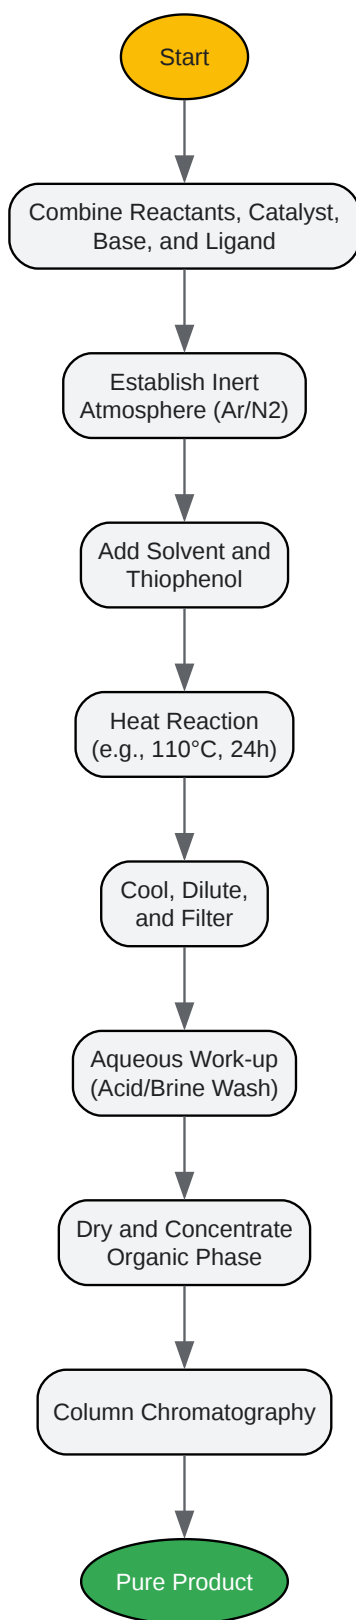 Start
Combine Reactants, Catalyst,
Base, and Ligand
Establish Inert
Atmosphere (Ar/N2)
Add Solvent and
Thiophenol
Heat Reaction
(e.g., 110°C, 24h)
Cool, Dilute,
and Filter
Aqueous Work-up
(Acid/Brine Wash)
Dry and Concentrate
Organic Phase
Column Chromatography
Pure Product